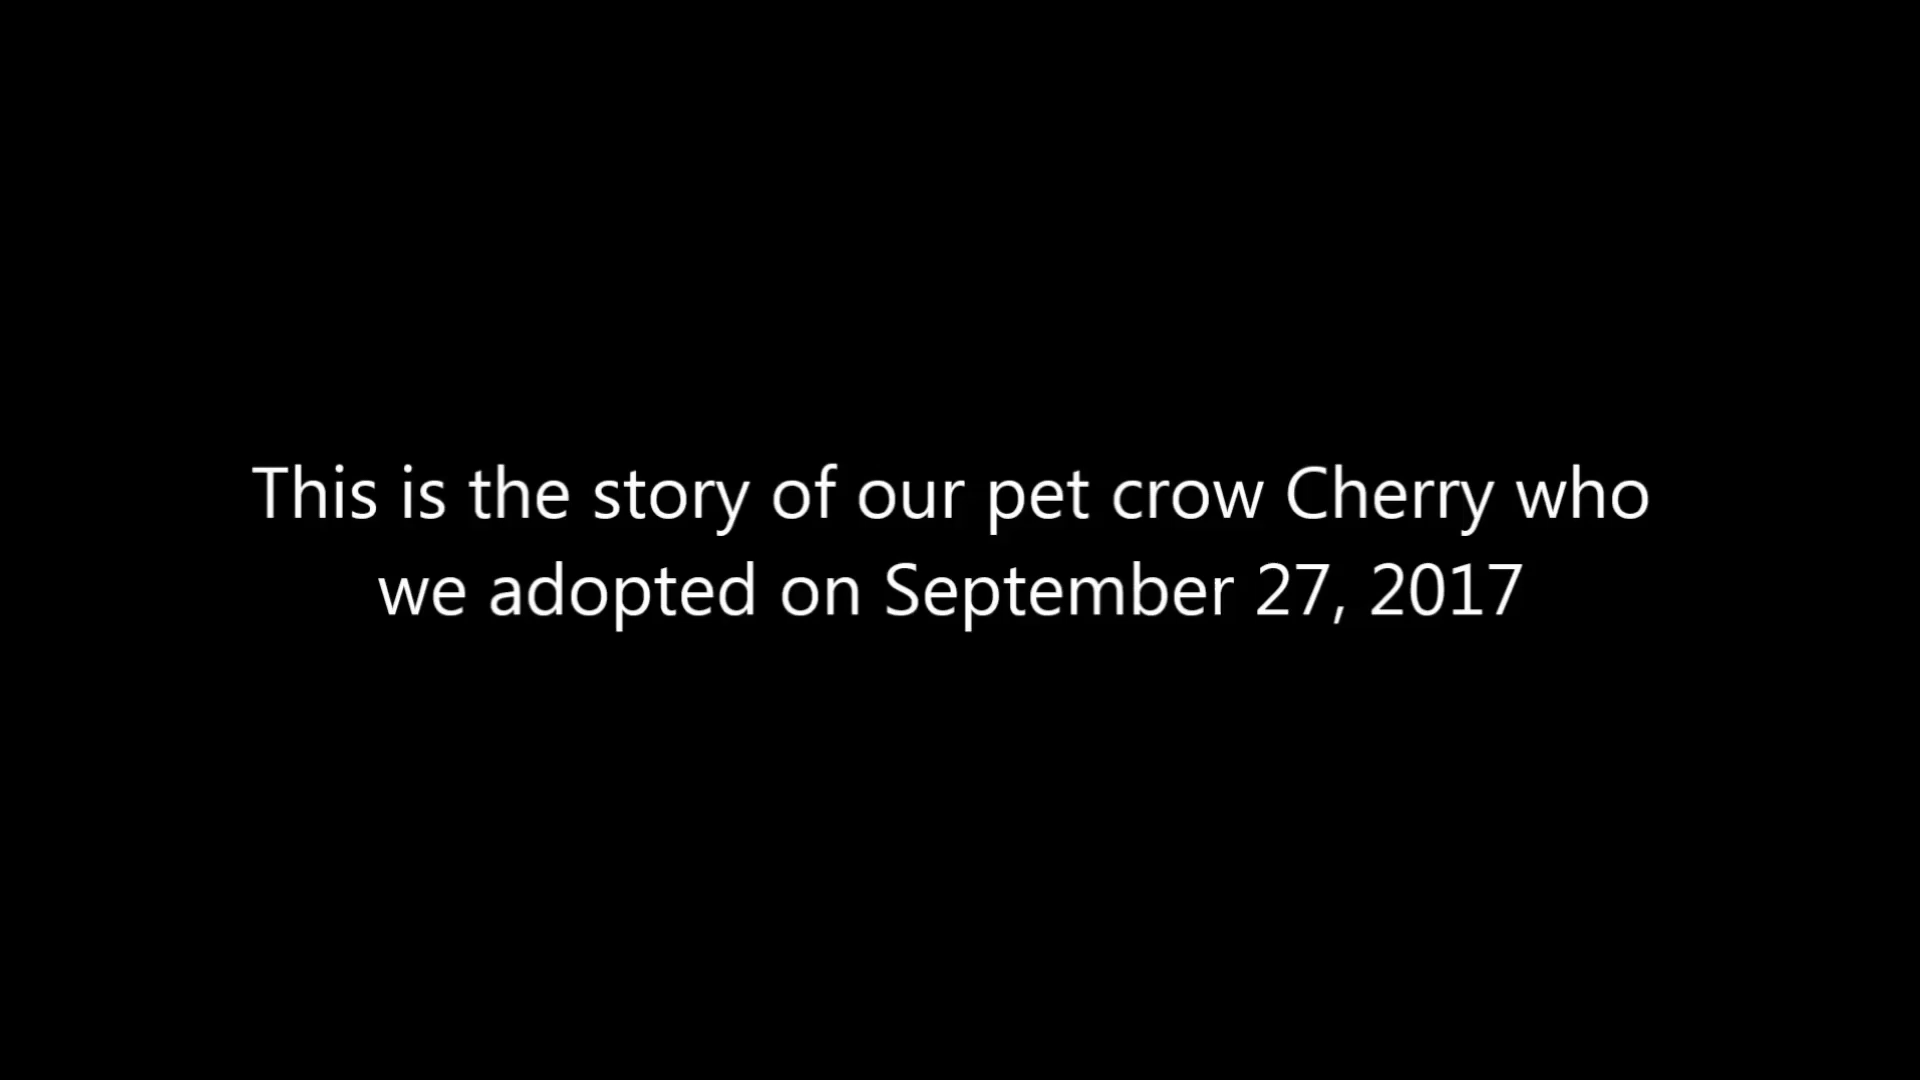 This is the story of our pet crow Cherry who
we adopted on September 27, 2017